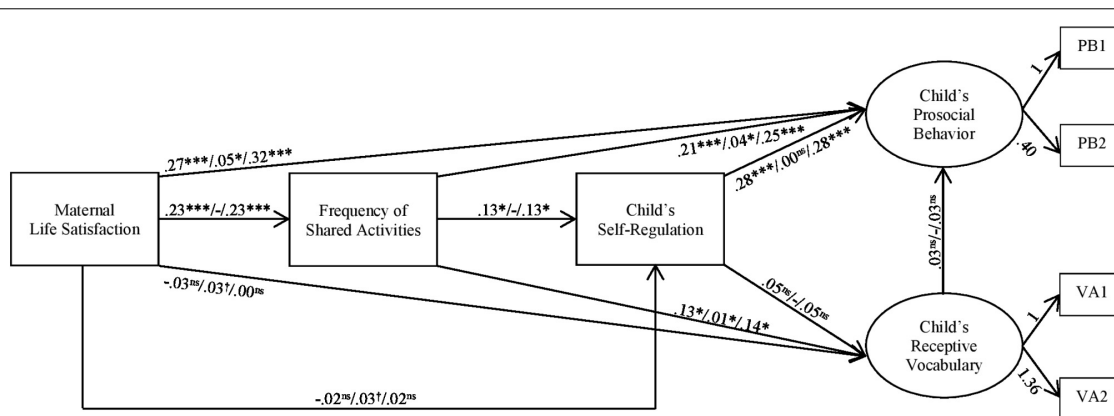 PB1
1
Child's
Prosocial
Behavior
.40
PB2
.27***/.05*/.32***
.21***/.04*/.25***
.28***/.00ns/.28***
Maternal
Life Satisfaction
.23***/-/.23***
Frequency of
Shared Activities
.13*/-/.13*
Child's
Self-Regulation
.03ns/-/.03ns
-.03ns/.03†/.00ns
.13*/.01*/.14*
.05ns/-/.05ns
VA1
1
Child's
Receptive
Vocabulary
1.36
VA2
-.02ns/.03†/.02ns